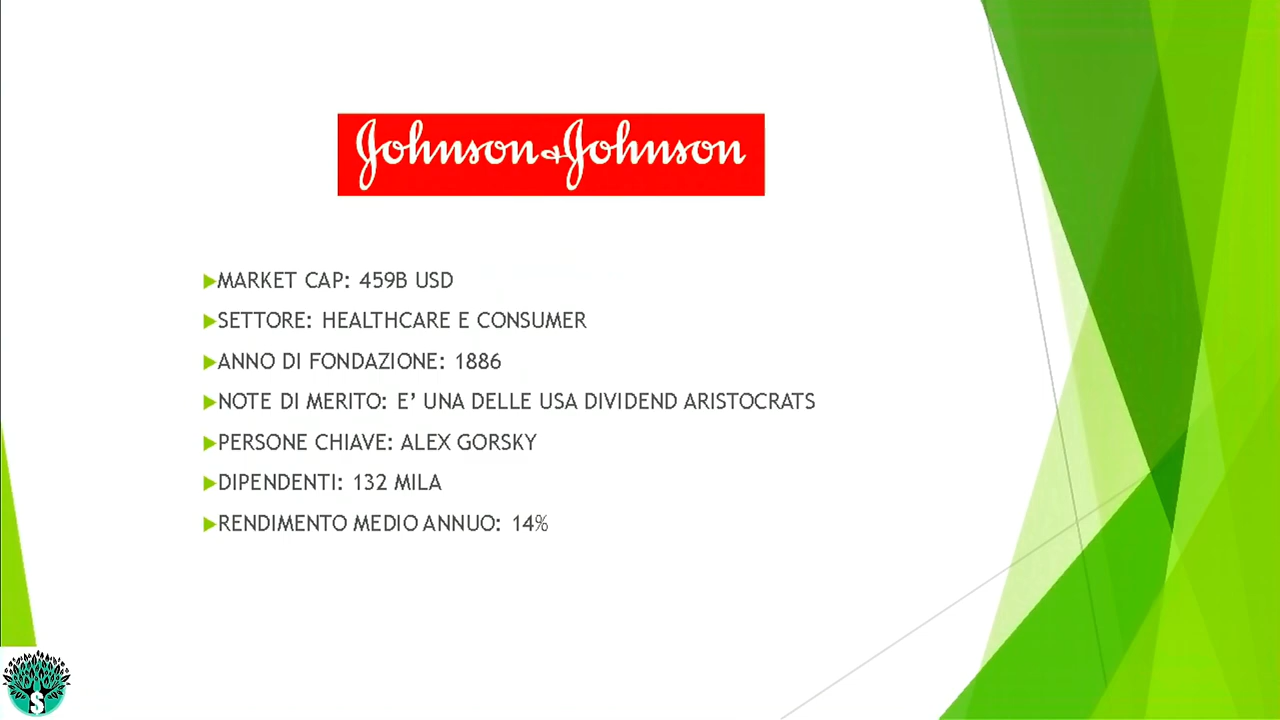 Johnson&Johnson
MARKET CAP: 459B USD
SETTORE: HEALTHCARE E CONSUMER
ANNO DI FONDAZIONE: 1886
NOTE DI MERITO: E’ UNA DELLE USA DIVIDEND ARISTOCRATS
PERSONE CHIAVE: ALEX GORSKY
DIPENDENTI: 132 MILA
RENDIMENTO MEDIO ANNUO: 14%
$